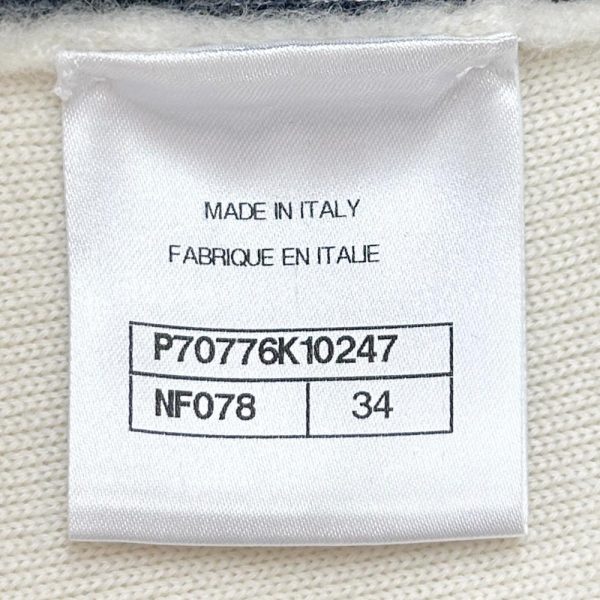 MADE IN ITALY
FABRIQUE EN ITALIE
P70776K10247
NF078 34